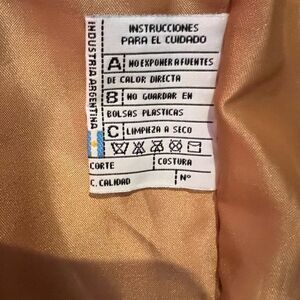 INDUSTRIA ARGENTINA
INSTRUCCIONES
PARA EL CUIDADO
A NO EXPONER A FUENTES
DE CALOR DIRECTA
B NO GUARDAR EN
BOLSAS PLASTICAS
C LIMPIEZA A SECO
CORTE COSTURA
C. CALIDAD Nº